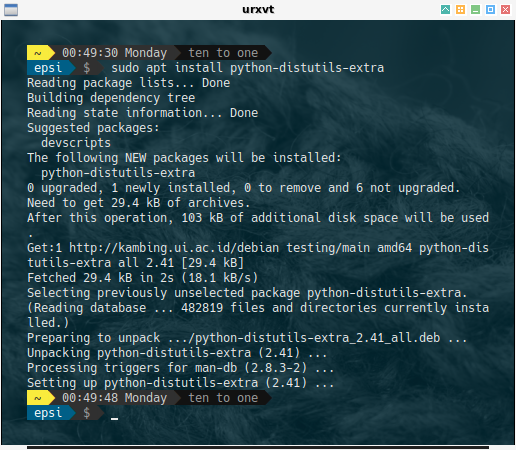 urxvt
~ 00:49:30 Monday ten to one
epsi $ sudo apt install python-distutils-extra
Reading package lists... Done
Building dependency tree
Reading state information... Done
Suggested packages:
  devscripts
The following NEW packages will be installed:
  python-distutils-extra
0 upgraded, 1 newly installed, 0 to remove and 6 not upgraded.
Need to get 29.4 kB of archives.
After this operation, 103 kB of additional disk space will be used
.
Get:1 http://kambing.ui.ac.id/debian testing/main amd64 python-dis
tutils-extra all 2.41 [29.4 kB]
Fetched 29.4 kB in 2s (18.1 kB/s)
Selecting previously unselected package python-distutils-extra.
(Reading database ... 482819 files and directories currently insta
lled.)
Preparing to unpack .../python-distutils-extra_2.41_all.deb ...
Unpacking python-distutils-extra (2.41) ...
Processing triggers for man-db (2.8.3-2) ...
Setting up python-distutils-extra (2.41) ...
~ 00:49:48 Monday ten to one
epsi $ _